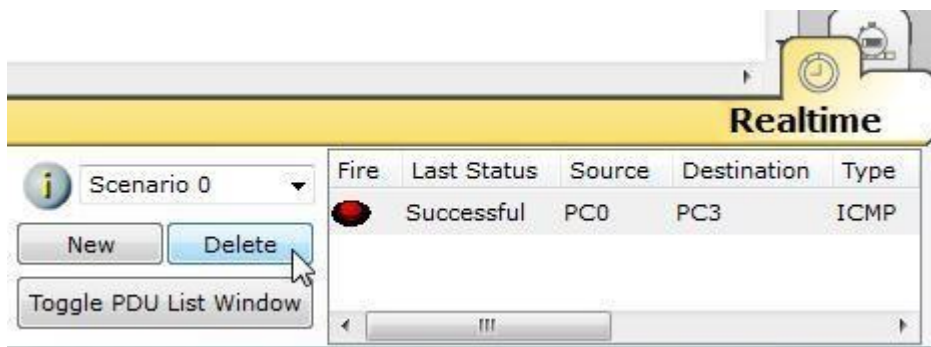 Realtime
i Scenario 0
Fire Last Status Source Destination Type
Successful PC0 PC3 ICMP
New Delete
Toggle PDU List Window